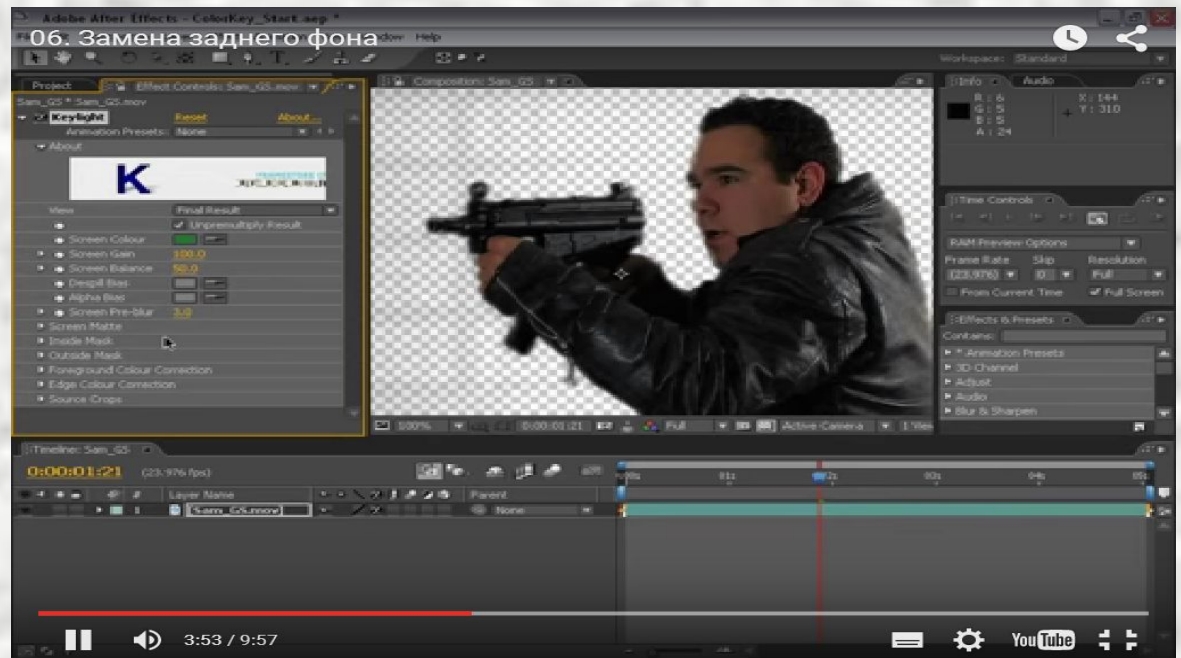 Adobe After Effects - ColorKey_Start.aep *
06. Замена заднего фона
Help
Workspace: Standard
Project
Effect Controls: Sam_GS.mov
Sam_GS * Sam_GS.mov
Keylight Reset About...
Animation Presets: None
About
K
View Final Result
Unpremultiply Result
Screen Colour
Screen Gain 100.0
Screen Balance 50.0
Despill Bias
Alpha Bias
Screen Pre-blur 3.0
Screen Matte
Inside Mask
Outside Mask
Foreground Colour Correction
Edge Colour Correction
Source Crops
Composition: Sam_GS
100% 0:00:01:21 Full Active Camera 1 View
Info Audio
R: 6 X: 144
G: 5 Y: 310
B: 5
A: 24
Time Controls
RAM Preview Options
Frame Rate Skip Resolution
(23.976) 0 Full
From Current Time Full Screen
Effects & Presets
Contains:
* Animation Presets
3D Channel
Adjust
Audio
Blur & Sharpen
Timeline: Sam_GS
0:00:01:21 (23.976 fps)
# Layer Name Parent
1 [Sam_GS.mov] None
01s 03s 04s 05s
3:53 / 9:57
YouTube